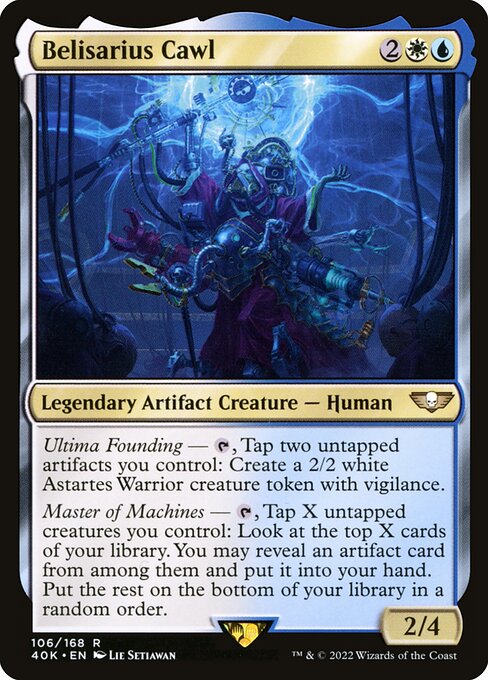 Belisarius Cawl
2
Legendary Artifact Creature — Human
Ultima Founding — , Tap two untapped
artifacts you control: Create a 2/2 white
Astartes Warrior creature token with vigilance.
Master of Machines — , Tap X untapped
creatures you control: Look at the top X cards
of your library. You may reveal an artifact card
from among them and put it into your hand.
Put the rest on the bottom of your library in a
random order.
2/4
106/168 R
40K • EN Lie Setiawan
™ & © 2022 Wizards of the Coast